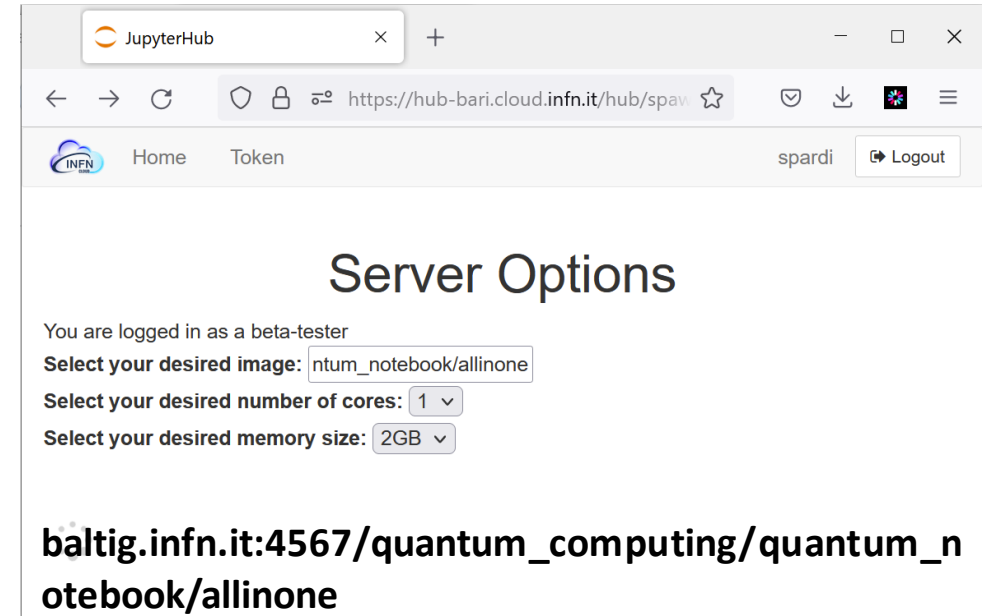 JupyterHub
https://hub-bari.cloud.infn.it/hub/spaw
INFN Home Token spardi Logout
Server Options
You are logged in as a beta-tester
Select your desired image: ntum_notebook/allinone
Select your desired number of cores: 1
Select your desired memory size: 2GB
baltig.infn.it:4567/quantum_computing/quantum_n
otebook/allinone